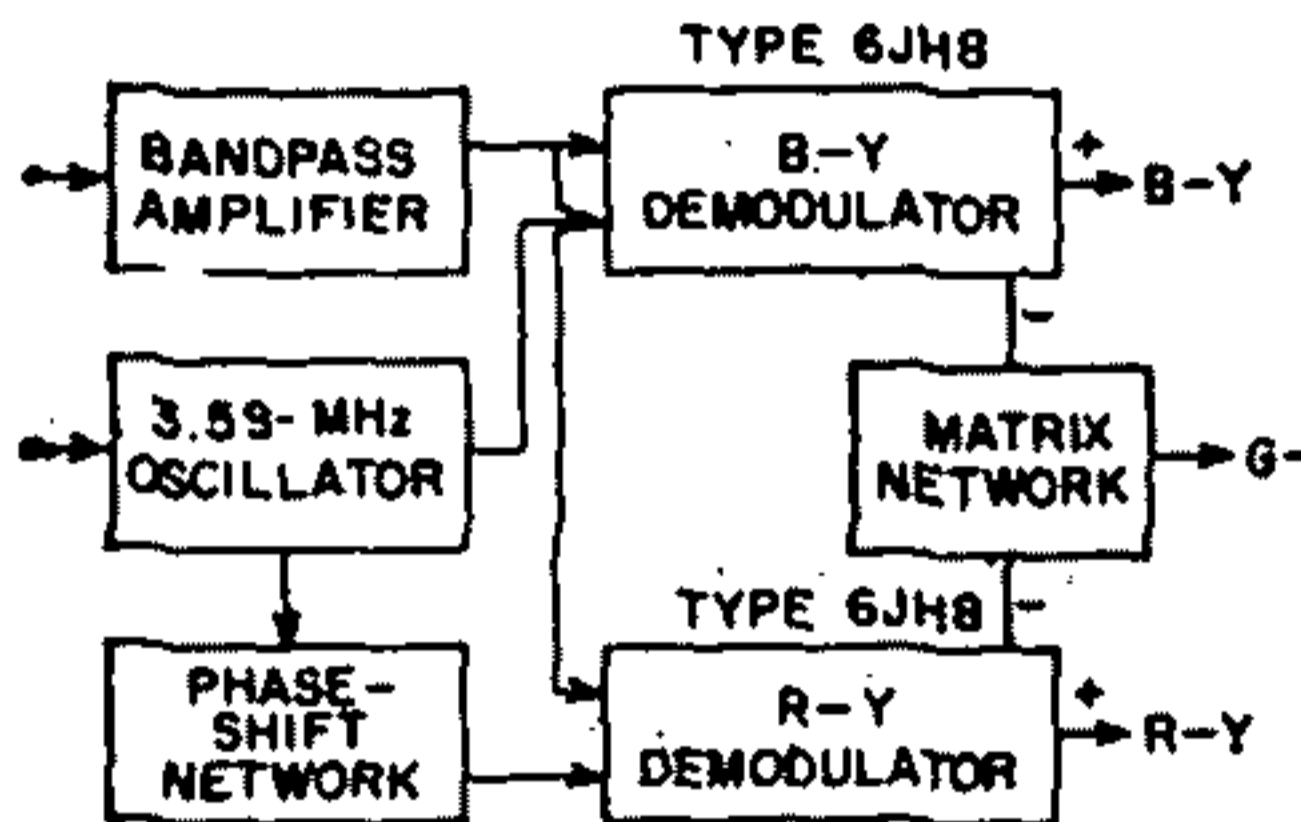 TYPE 6JH8
BANDPASS
AMPLIFIER
B-Y
DEMODULATOR
+
B-Y
-
3.59-MHz
OSCILLATOR
MATRIX
NETWORK
G-
TYPE 6JH8
-
PHASE-
SHIFT
NETWORK
R-Y
DEMODULATOR
+
R-Y